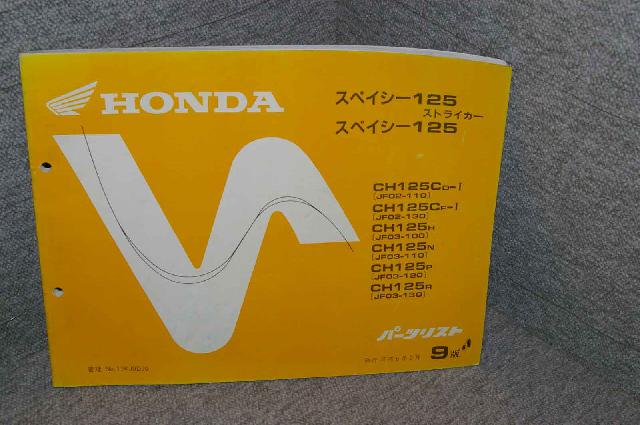 HONDA
スペイシー125
ストライカー
スペイシー125
CH125CD-I
(JF02-110)
CH125CF-I
(JF02-130)
CH125H
(JF03-100)
CH125N
(JF03-110)
CH125P
(JF03-120)
CH125R
(JF03-130)
パーツリスト
9版